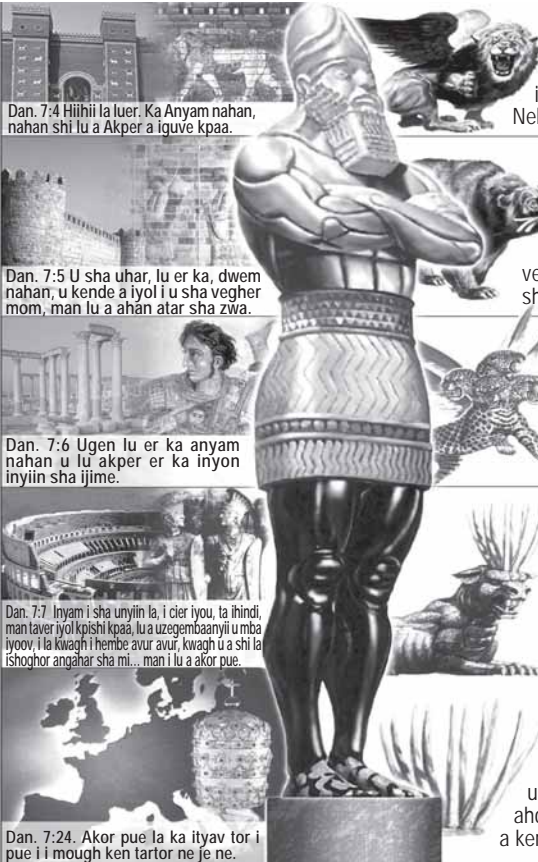 Dan. 7:4 Hiihii la luer. Ka Anyam nahan,
nahan shi lu a Akper a iguve kpaa.
i
Nel
Dan. 7:5 U sha uhar, lu er ka, dwem
nahan, u kende a iyol i u sha vegher
mom, man lu a ahan atar sha zwa.
ve
sh
Dan. 7:6 Ugen lu er ka anyam
nahan u lu akper er ka inyon
inyiin sha ijime.
Dan. 7:7 Inyam i sha unyiin la, i cier iyou, ta ihindi,
man taver iyol kpishi kpaa, lu a uzegembaanyii u mba
iyoov, i la kwagh i hembe avur avur, kwagh u a shi la
ishoghor angahar sha mi... man i lu a akor pue.
Dan. 7:24. Akor pue la ka ityav tor i
pue i i mough ken tartor ne je ne.
u
aho
a ken